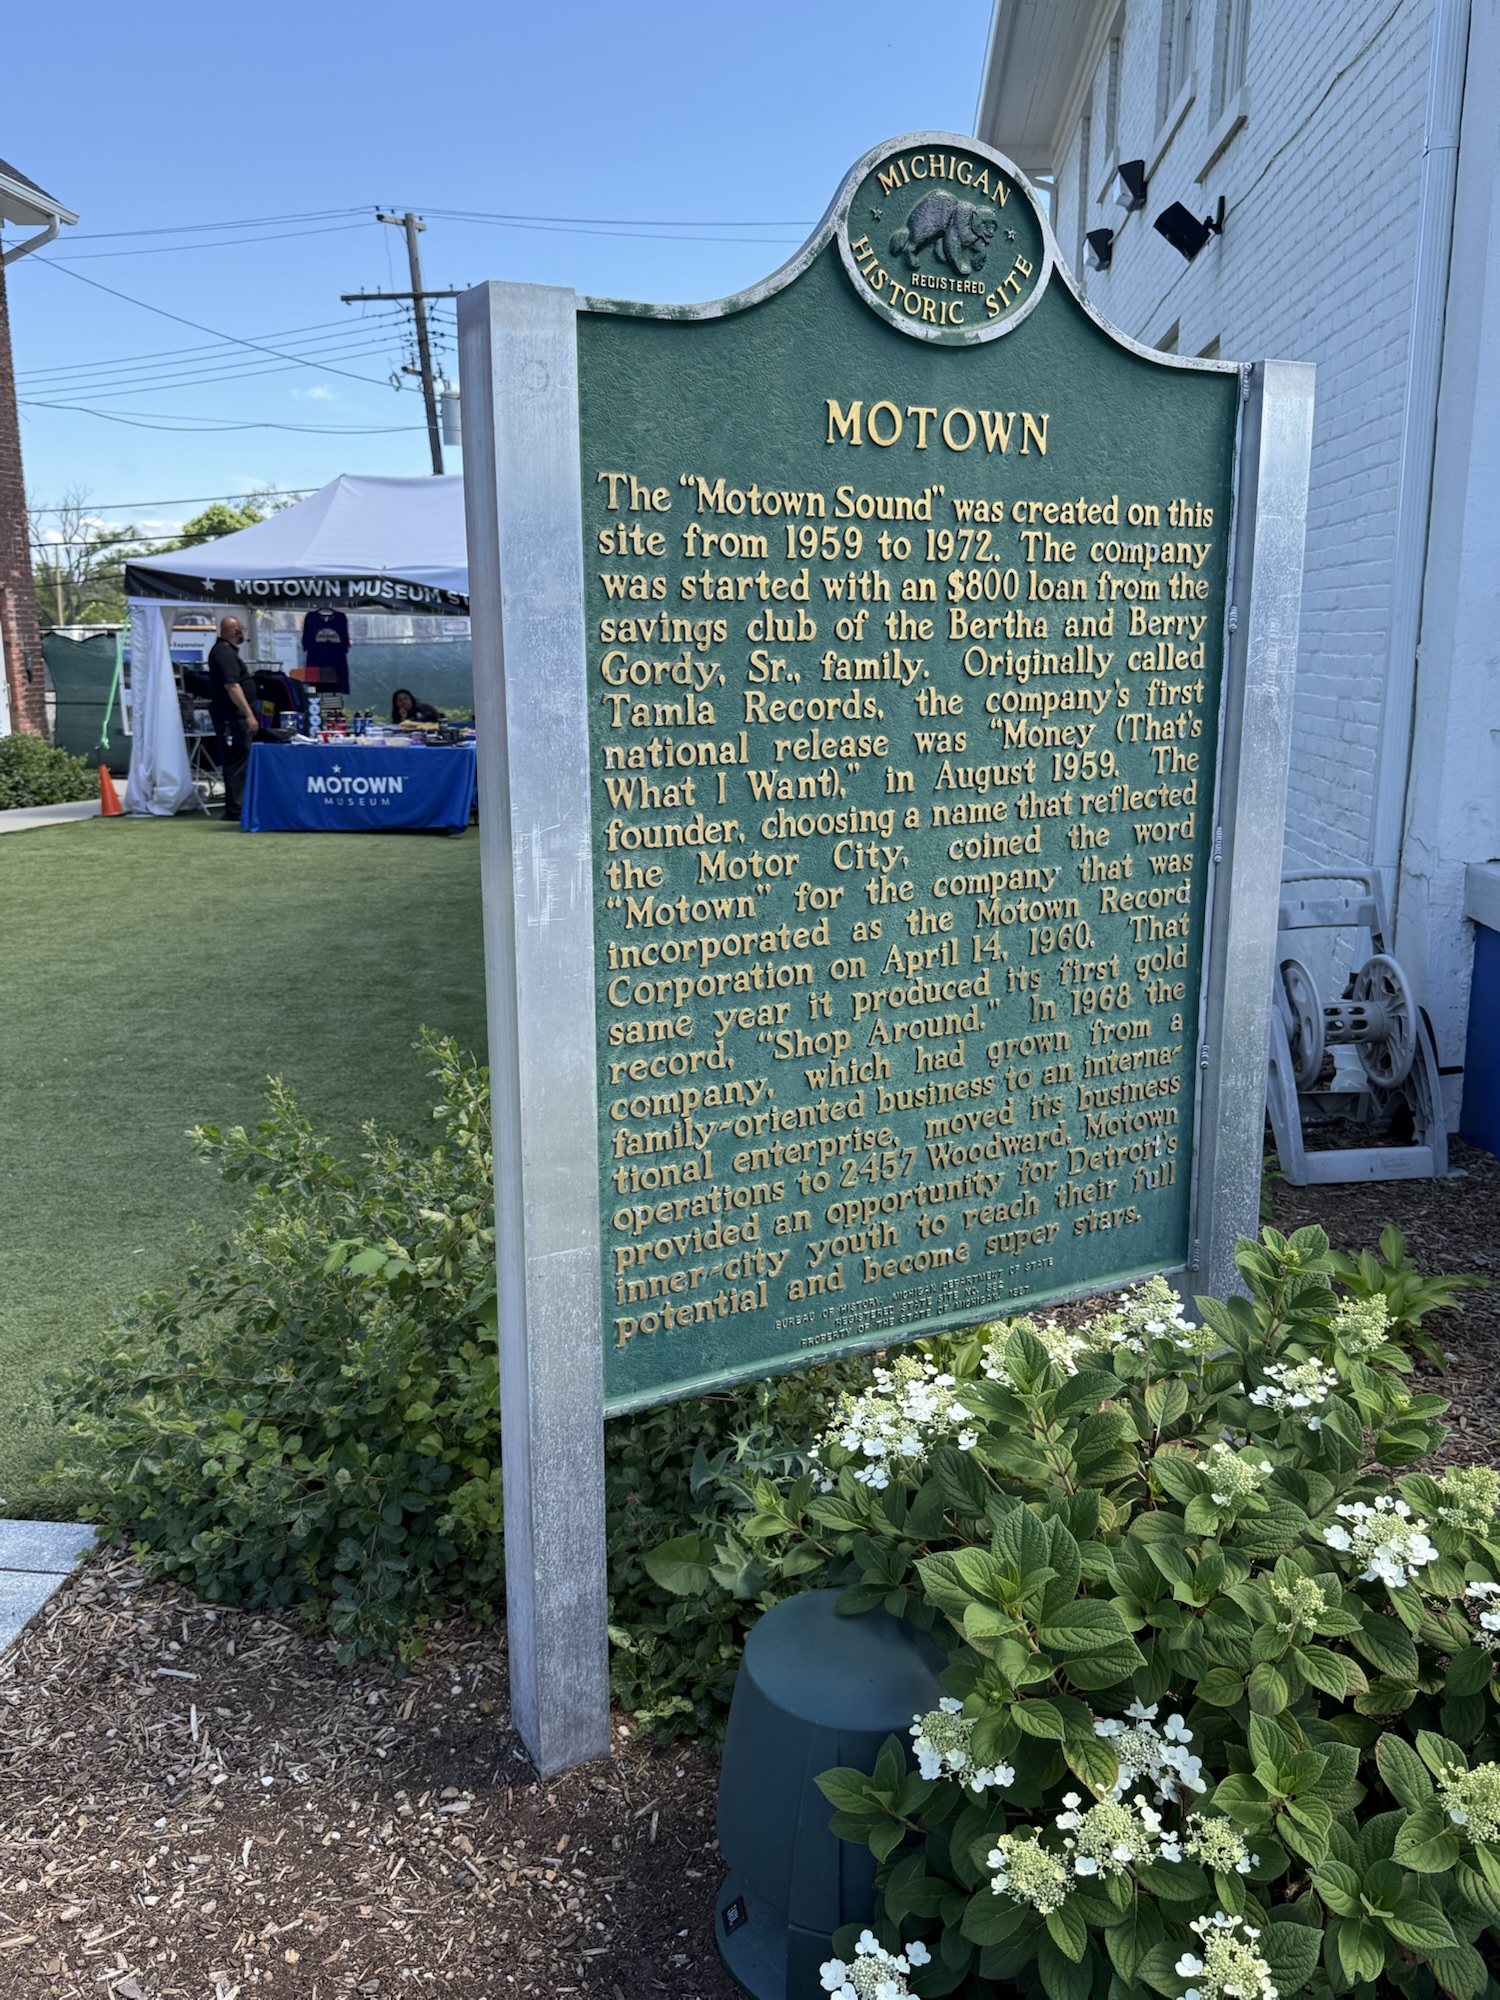 MICHIGAN
REGISTERED
HISTORIC SITE
MOTOWN
The "Motown Sound" was created on this
site from 1959 to 1972. The company
was started with an $800 loan from the
savings club of the Bertha and Berry
Gordy, Sr., family. Originally called
Tamla Records, the company's first
national release was "Money (That's
What I Want)," in August 1959. The
founder, choosing a name that reflected
the Motor City, coined the word
"Motown" for the company that was
incorporated as the Motown Record
Corporation on April 14, 1960. That
same year it produced its first gold
record, "Shop Around." In 1968 the
company, which had grown from a
family-oriented business to an interna-
tional enterprise, moved its business
operations to 2457 Woodward. Motown
provided an opportunity for Detroit's
inner-city youth to reach their full
potential and become super stars.
BUREAU OF HISTORY, MICHIGAN DEPARTMENT OF STATE
REGISTERED STATE SITE NO. 582
PROPERTY OF THE STATE OF MICHIGAN, 1987
MOTOWN MUSEUM
MOTOWN
MUSEUM
JBL